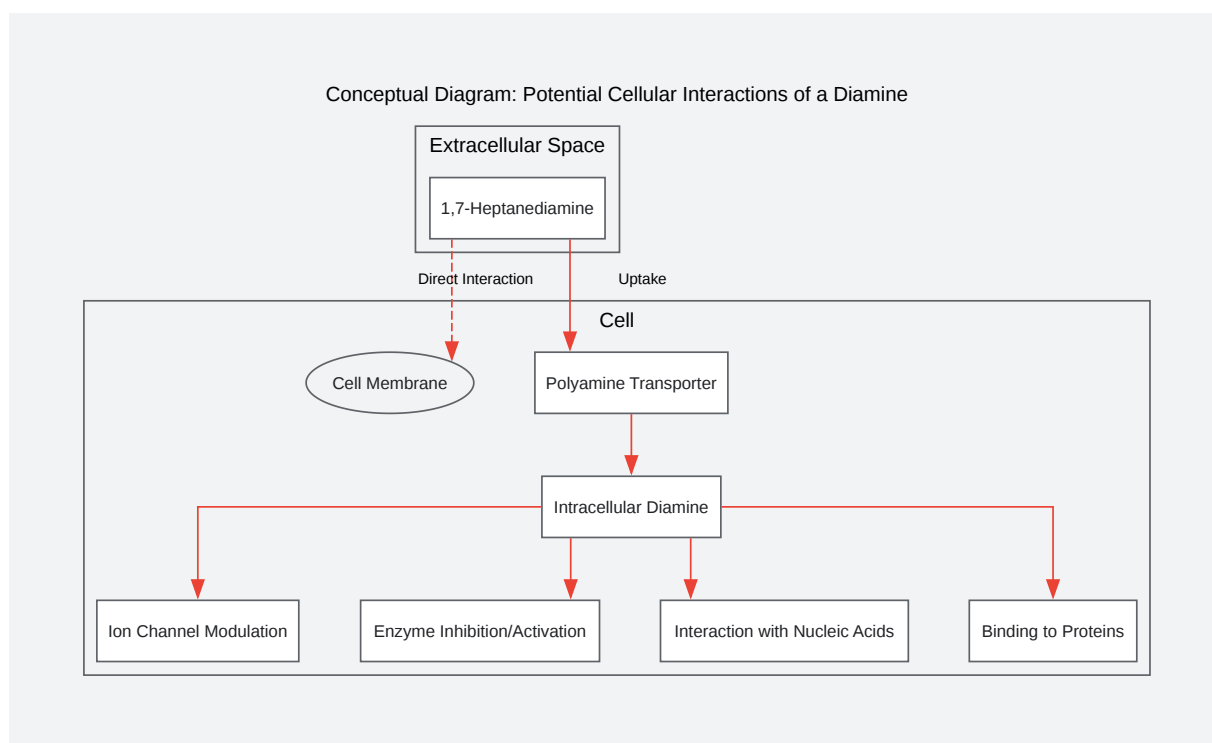 Conceptual Diagram: Potential Cellular Interactions of a Diamine
Extracellular Space
1,7-Heptanediamine
Direct Interaction
Uptake
Cell
Cell Membrane
Polyamine Transporter
Intracellular Diamine
Ion Channel Modulation
Enzyme Inhibition/Activation
Interaction with Nucleic Acids
Binding to Proteins